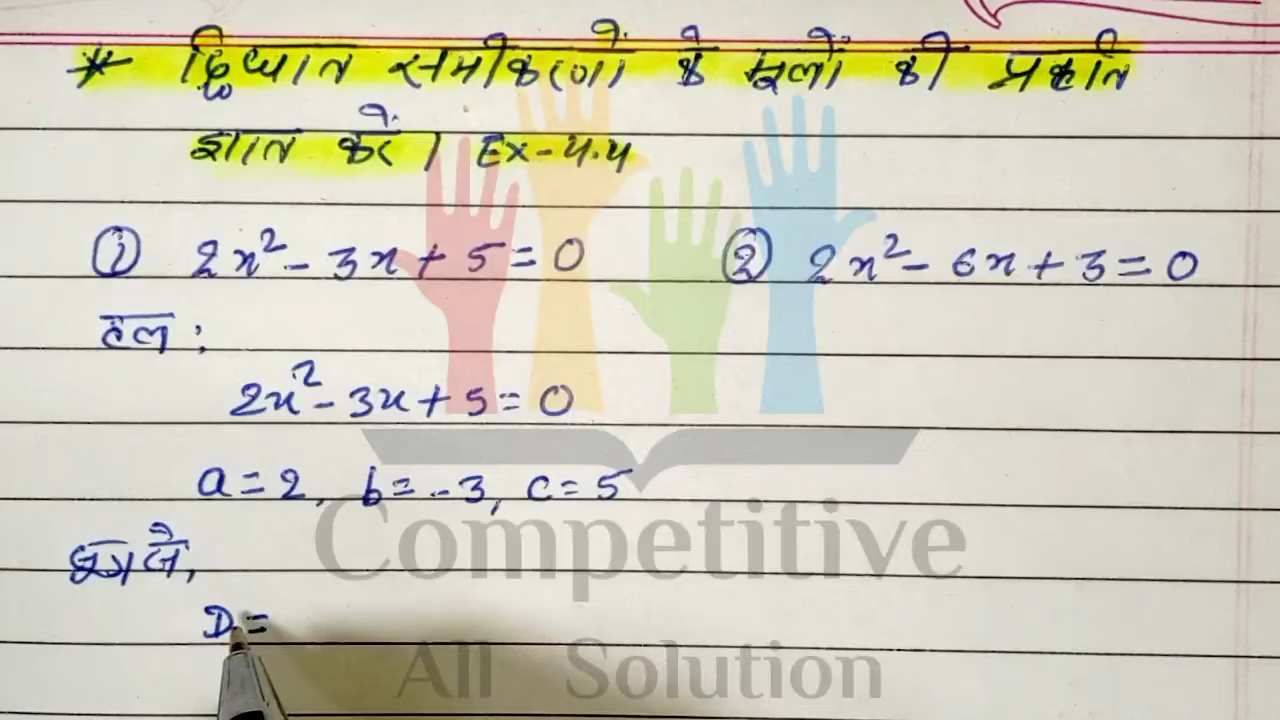 * द्विघात समीकरणों के मूलों की प्रकृति
ज्ञात करें। Ex-4.4
① 2x² - 3x + 5 = 0 ② 2x² - 6x + 3 = 0
हल :
2x² - 3x + 5 = 0
a = 2, b = -3, c = 5
सूत्र से,
D =
Competitive
All Solution